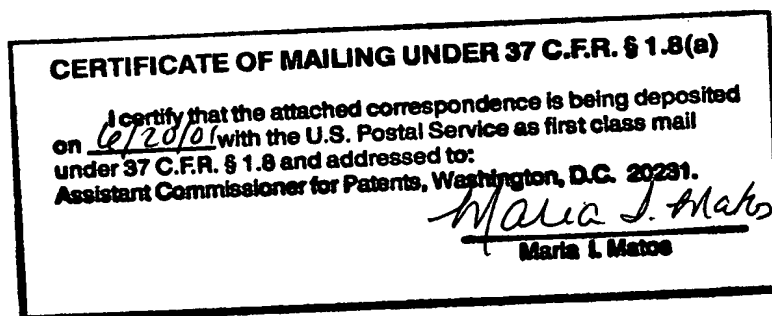 CERTIFICATE OF MAILING UNDER 37 C.F.R. § 1.8(a)
I certify that the attached correspondence is being deposited
on 6/20/01 with the U.S. Postal Service as first class mail
under 37 C.F.R. § 1.8 and addressed to:
Assistant Commissioner for Patents, Washington, D.C. 20231.
Maria I. Matos
Maria I. Matos